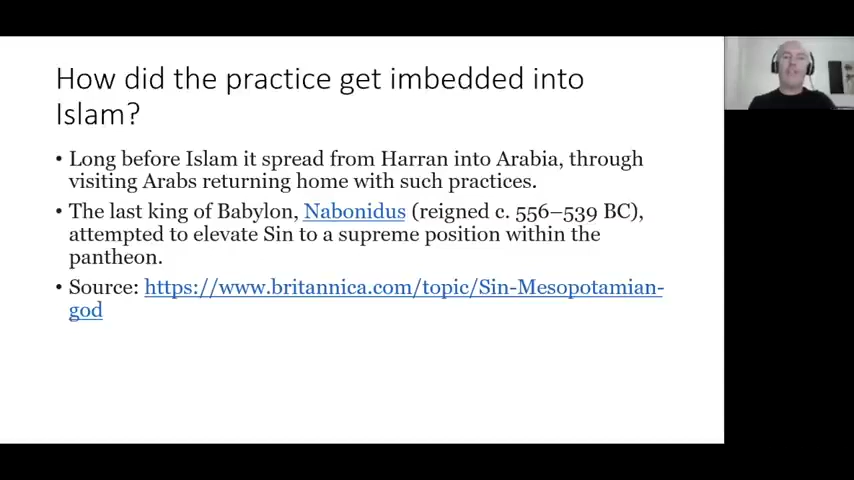 How did the practice get imbedded into
Islam?
• Long before Islam it spread from Harran into Arabia, through
visiting Arabs returning home with such practices.
• The last king of Babylon, Nabonidus (reigned c. 556–539 BC),
attempted to elevate Sin to a supreme position within the
pantheon.
• Source: https://www.britannica.com/topic/Sin-Mesopotamian-
god